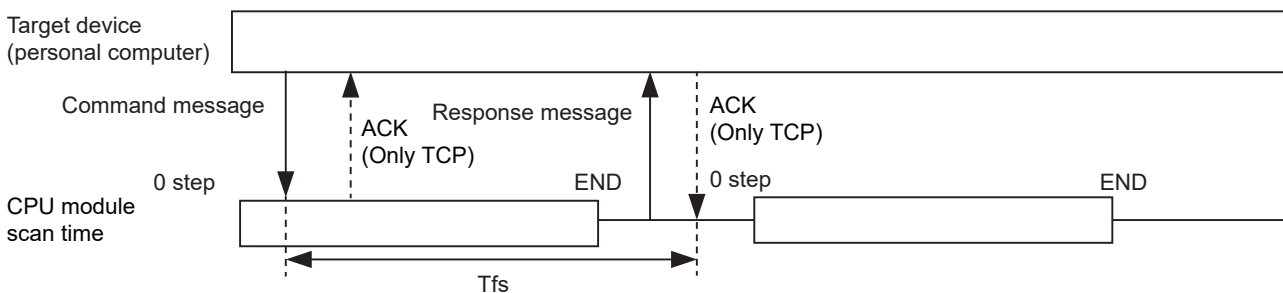 Target device
(personal computer)
Command message
ACK
(Only TCP)
Response message
ACK
(Only TCP)
0 step
END
0 step
END
CPU module
scan time
Tfs